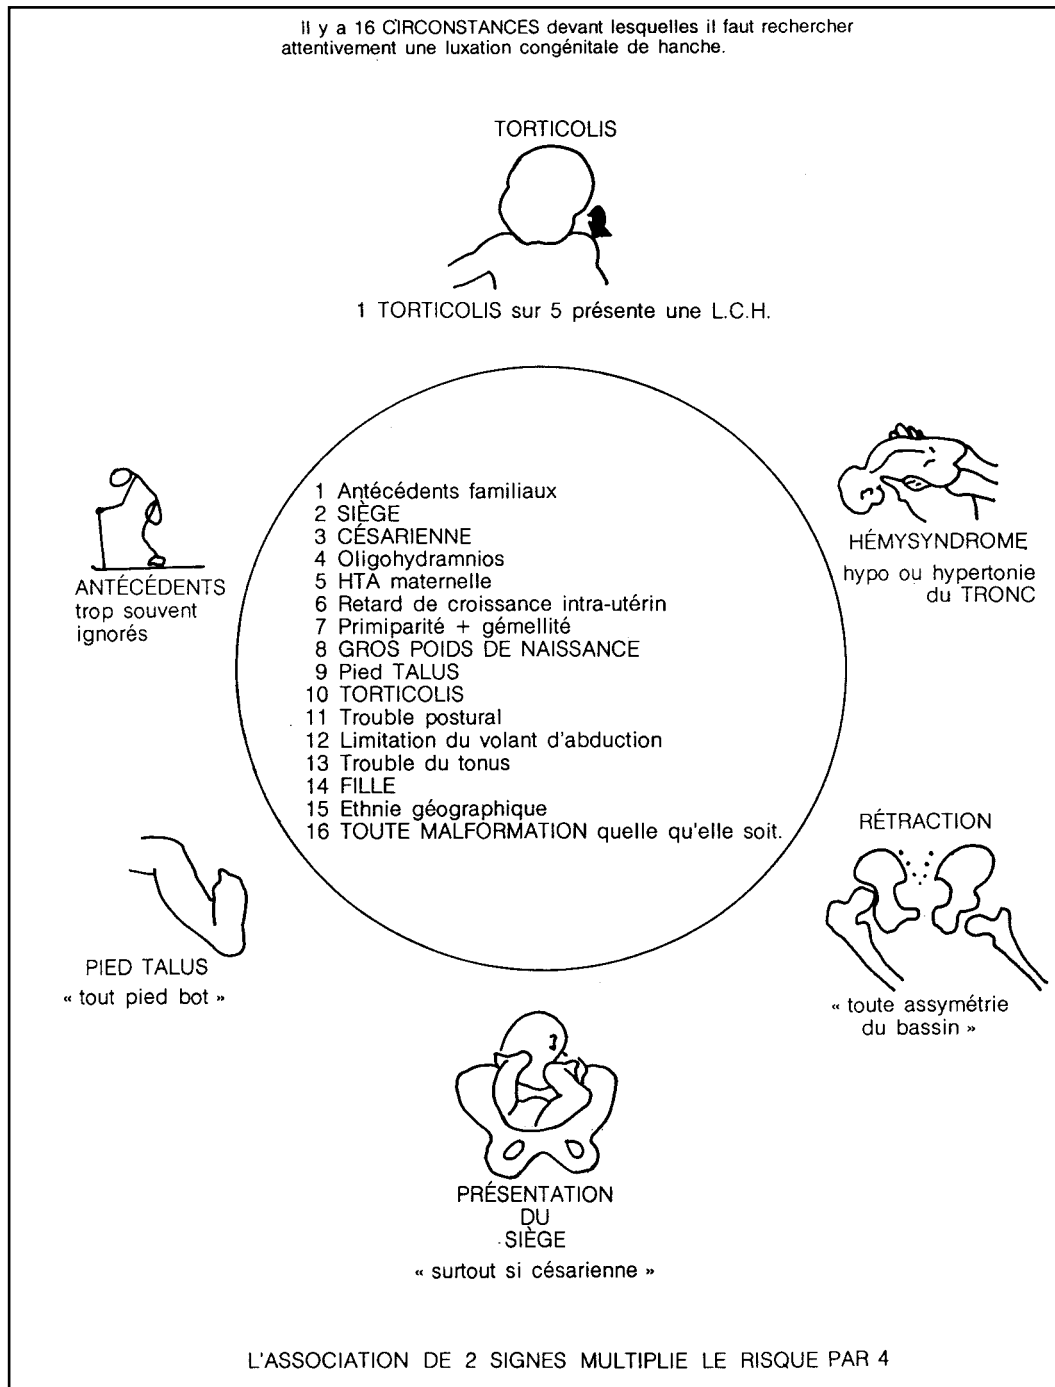 Il y a 16 CIRCONSTANCES devant lesquelles il faut rechercher
attentivement une luxation congénitale de hanche.
TORTICOLIS
1 TORTICOLIS sur 5 présente une L.C.H.
1 Antécédents familiaux
2 SIÈGE
3 CÉSARIENNE
4 Oligohydramnios
5 HTA maternelle
6 Retard de croissance intra-utérin
7 Primiparité + gémellité
8 GROS POIDS DE NAISSANCE
9 Pied TALUS
10 TORTICOLIS
11 Trouble postural
12 Limitation du volant d'abduction
13 Trouble du tonus
14 FILLE
15 Ethnie géographique
16 TOUTE MALFORMATION quelle qu'elle soit.
ANTÉCÉDENTS
trop souvent
ignorés
HÉMYSYNDROME
hypo ou hypertonie
du TRONC
PIED TALUS
« tout pied bot »
RÉTRACTION
« toute assymétrie
du bassin »
PRÉSENTATION
DU
SIÈGE
« surtout si césarienne »
L'ASSOCIATION DE 2 SIGNES MULTIPLIE LE RISQUE PAR 4